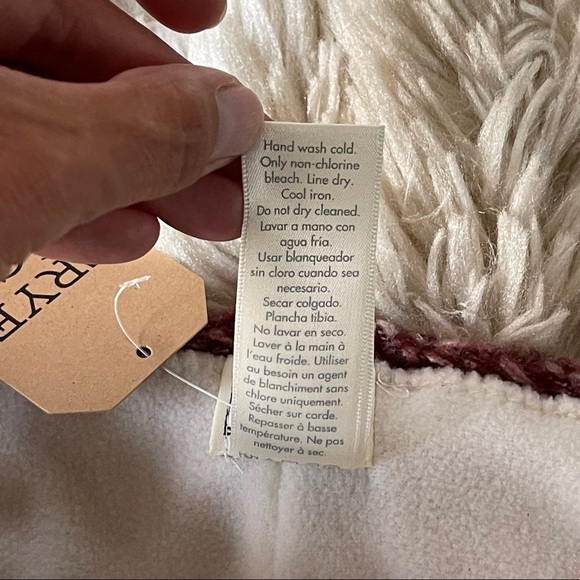 Hand wash cold.
Only non-chlorine
bleach. Line dry.
Cool iron.
Do not dry cleaned.
Lavar a mano con
agua fría.
Usar blanqueador
sin cloro cuando sea
necesario.
Secar colgado.
Plancha tibia.
No lavar en seco.
Laver à la main à
l'eau froide. Utiliser
au besoin un agent
de blanchiment sans
chlore uniquement.
Sécher sur corde.
Repasser à basse
température. Ne pas
nettoyer à sec.